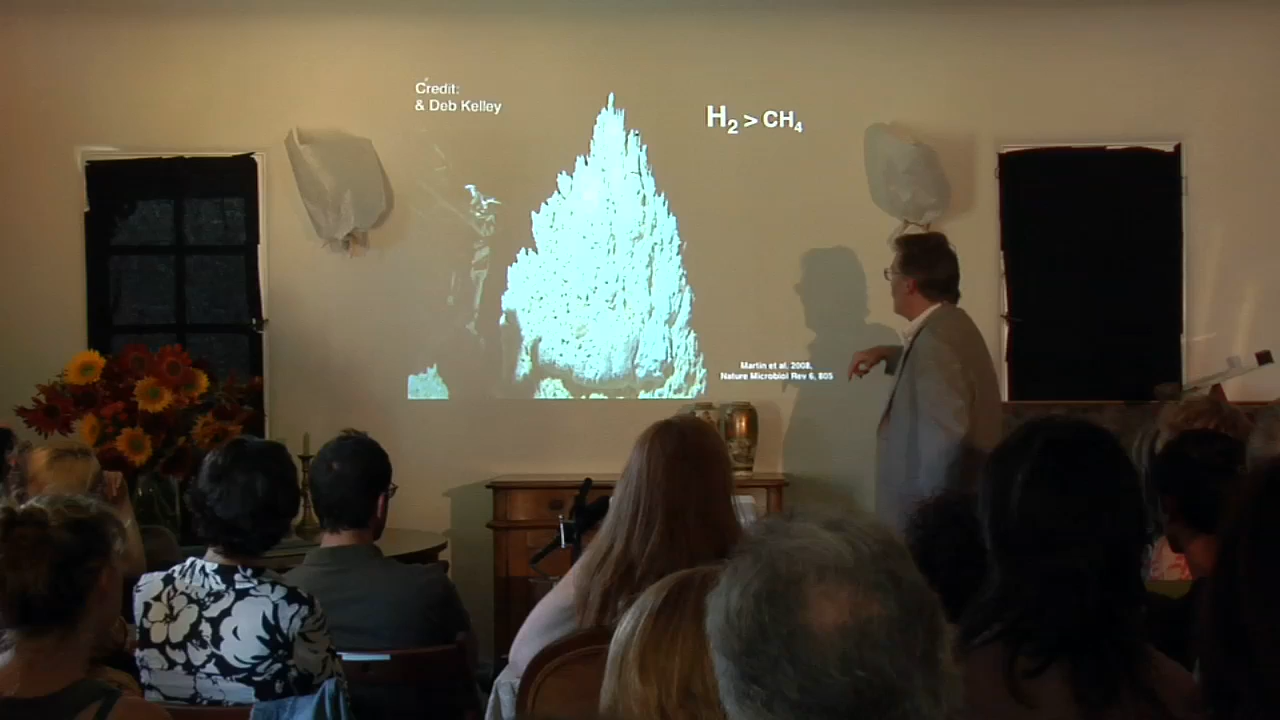 Credit:
& Deb Kelley
H₂ > CH₄
Martin et al. 2008,
Nature Microbiol Rev 6, 805